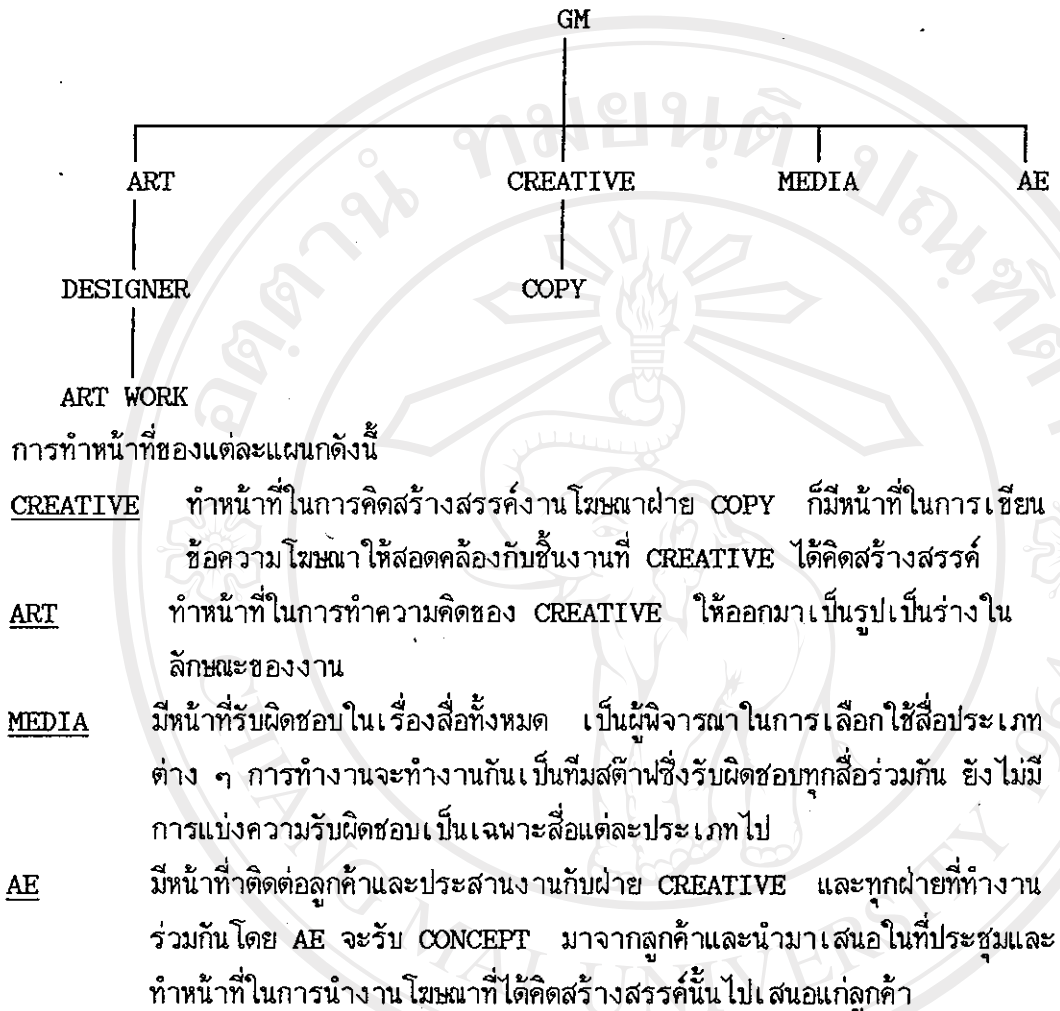 GM
ART CREATIVE MEDIA AE
DESIGNER COPY
ART WORK
การทำหน้าที่ของแต่ละแผนกดังนี้
CREATIVE ทำหน้าที่ในการคิดสร้างสรรค์งานโฆษณาฝ่าย COPY ก็มีหน้าที่ในการเขียน
ข้อความโฆษณาให้สอดคล้องกับชิ้นงานที่ CREATIVE ได้คิดสร้างสรรค์
ART ทำหน้าที่ในการทำความคิดของ CREATIVE ให้ออกมาเป็นรูปเป็นร่างใน
ลักษณะของงาน
MEDIA มีหน้าที่รับผิดชอบในเรื่องสื่อทั้งหมด เป็นผู้พิจารณาในการเลือกใช้สื่อประเภท
ต่าง ๆ การทำงานจะทำงานกันเป็นทีมสต๊าฟซึ่งรับผิดชอบทุกสื่อร่วมกัน ยังไม่มี
การแบ่งความรับผิดชอบเป็นเฉพาะสื่อแต่ละประเภทไป
AE มีหน้าที่าติดต่อลูกค้าและประสานงานกับฝ่าย CREATIVE และทุกฝ่ายที่ทำงาน
ร่วมกันโดย AE จะรับ CONCEPT มาจากลูกค้าและนำมาเสนอในที่ประชุมและ
ทำหน้าที่ในการนำงานโฆษณาที่ได้คิดสร้างสรรค์นั้นไปเสนอแก่ลูกค้า